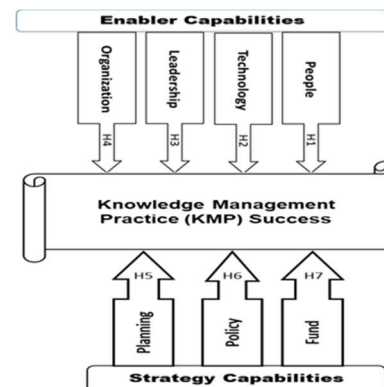 Enabler Capabilities
Organization
Leadership
Technology
People
H4
H3
H2
H1
Knowledge Management
Practice (KMP) Success
H5
H6
H7
Planning
Policy
Fund
Strategy Capabilities